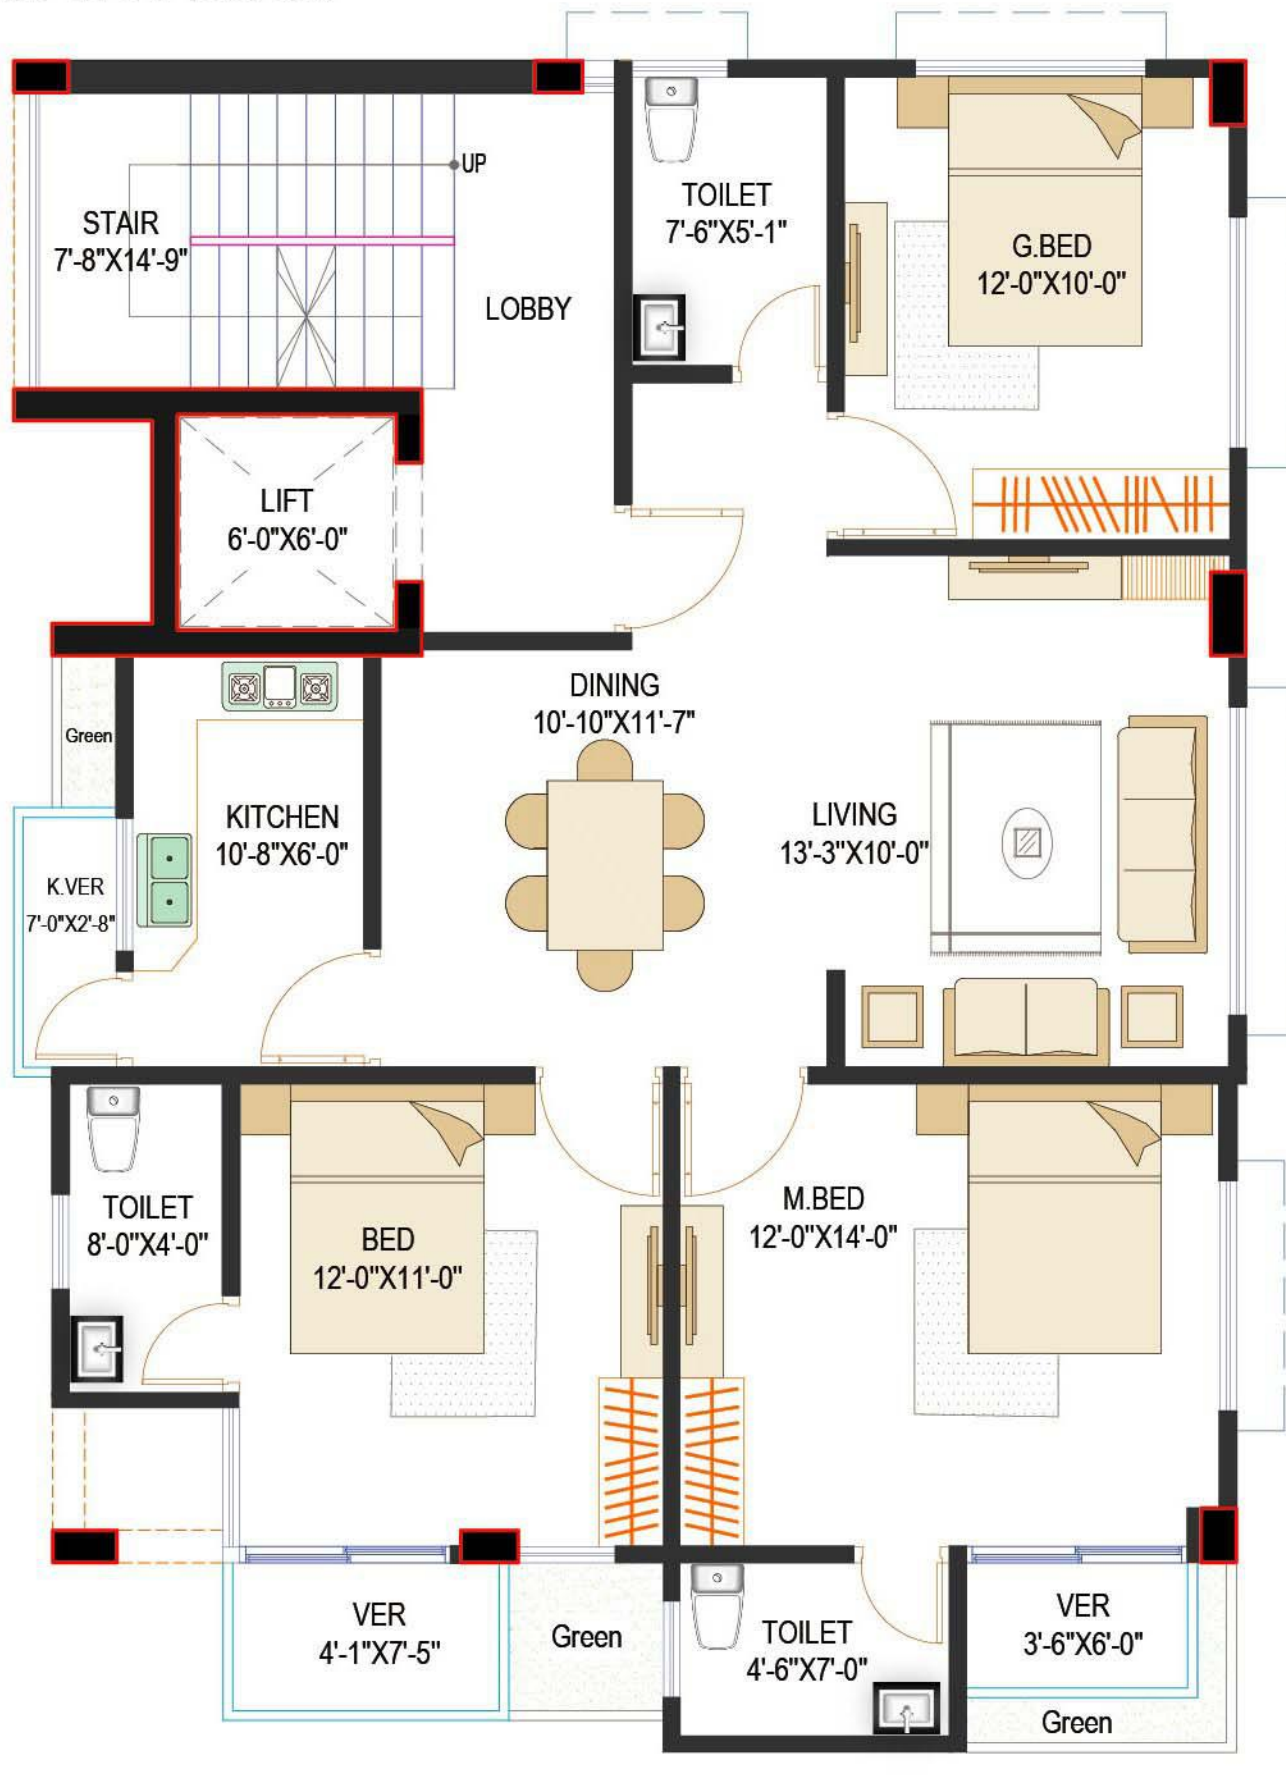 UP
STAIR
7'-8"X14'-9"
LOBBY
TOILET
7'-6"X5'-1"
G.BED
12'-0"X10'-0"
LIFT
6'-0"X6'-0"
DINING
10'-10"X11'-7"
Green
KITCHEN
10'-8"X6'-0"
LIVING
13'-3"X10'-0"
K.VER
7'-0"X2'-8"
TOILET
8'-0"X4'-0"
BED
12'-0"X11'-0"
M.BED
12'-0"X14'-0"
VER
4'-1"X7'-5"
Green
TOILET
4'-6"X7'-0"
VER
3'-6"X6'-0"
Green